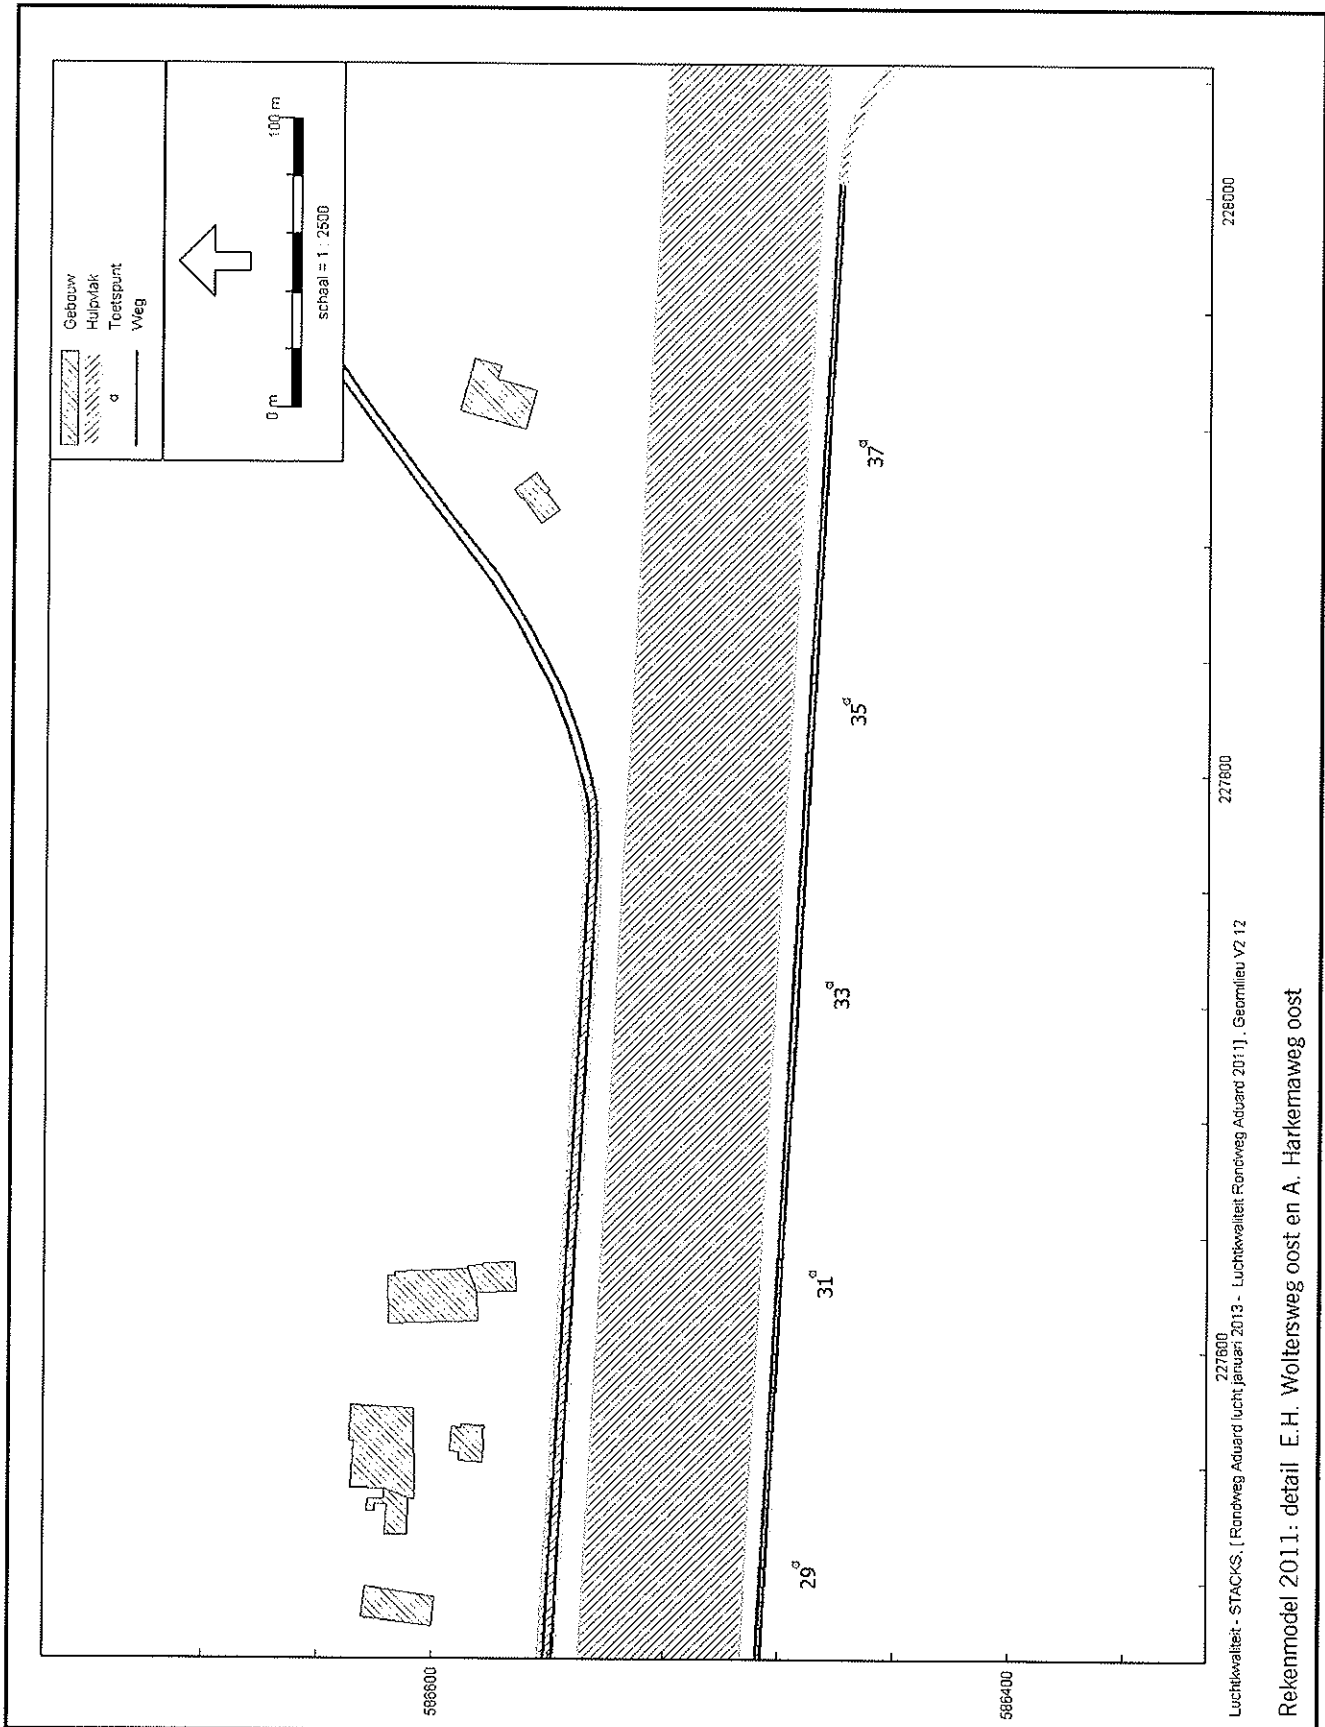 Gebouw
Hulpvlak
Toetspunt
Weg
0 m
100 m
schaal = 1 : 2500
586600
586400
29
31
33
35
37
227600
227800
228000
Luchtkwaliteit - STACKS, [Rondweg Aduard lucht januari 2013 - Luchtkwaliteit Rondweg Aduard 2011] , Geomilieu V2.12
Rekenmodel 2011: detail E.H. Woltersweg oost en A. Harkemaweg oost